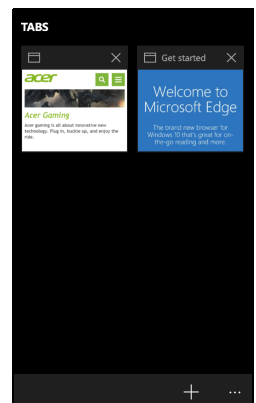 TABS
Get started
acer
Acer Gaming
Acer gaming is all about innovative new
technology. Plug in, buckle up, and enjoy the
ride.
Welcome to
Microsoft Edge
The brand new browser for
Windows 10 that's great for on-
the-go reading and more.